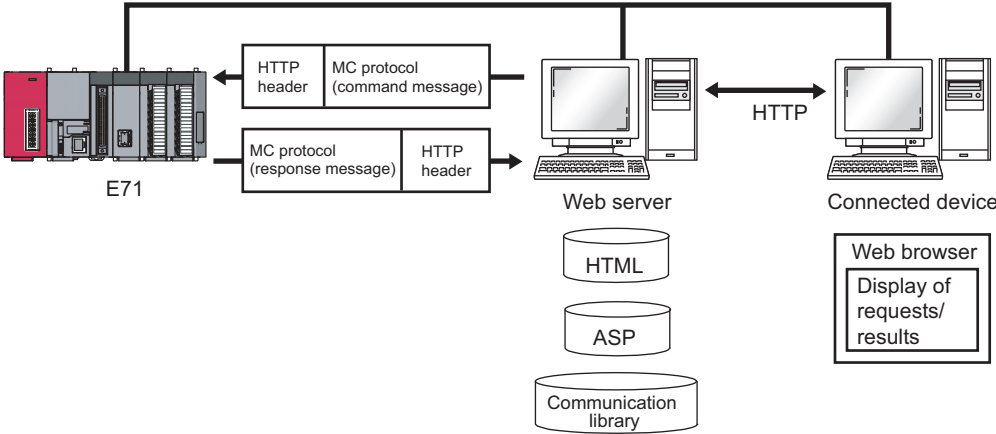 HTTP
header
MC protocol
(command message)
MC protocol
(response message)
HTTP
header
E71
HTTP
Web server
Connected device
HTML
ASP
Communication
library
Web browser
Display of
requests/
results